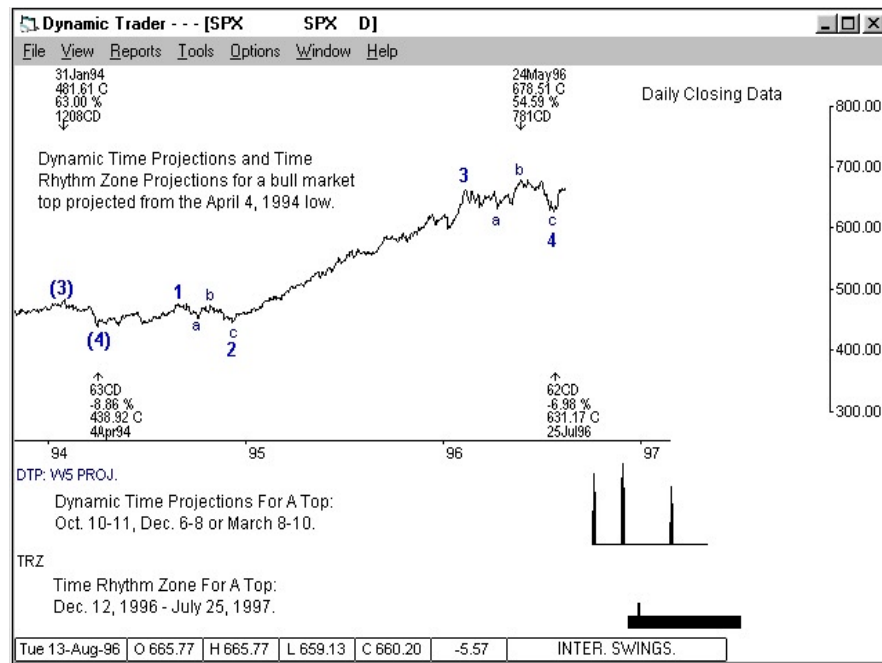 Dynamic Trader - - - [SPX SPX D]
File View Reports Tools Options Window Help
31Jan94
481.61 C
63.00 %
1208CD
24May96
678.51 C
54.59 %
781CD
Daily Closing Data
800.00
Dynamic Time Projections and Time
Rhythm Zone Projections for a bull market
top projected from the April 4, 1994 low.
3
b
700.00
a
c
4
600.00
(3)
1
b
500.00
(4)
a
c
2
400.00
63CD
-8.86 %
438.92 C
4Apr94
62CD
-6.98 %
631.17 C
25Jul96
300.00
94 95 96 97
DTP: W5 PROJ.
Dynamic Time Projections For A Top:
Oct. 10-11, Dec. 6-8 or March 8-10.
TRZ
Time Rhythm Zone For A Top:
Dec. 12, 1996 - July 25, 1997.
Tue 13-Aug-96 O 665.77 H 665.77 L 659.13 C 660.20 -5.57 INTER. SWINGS.